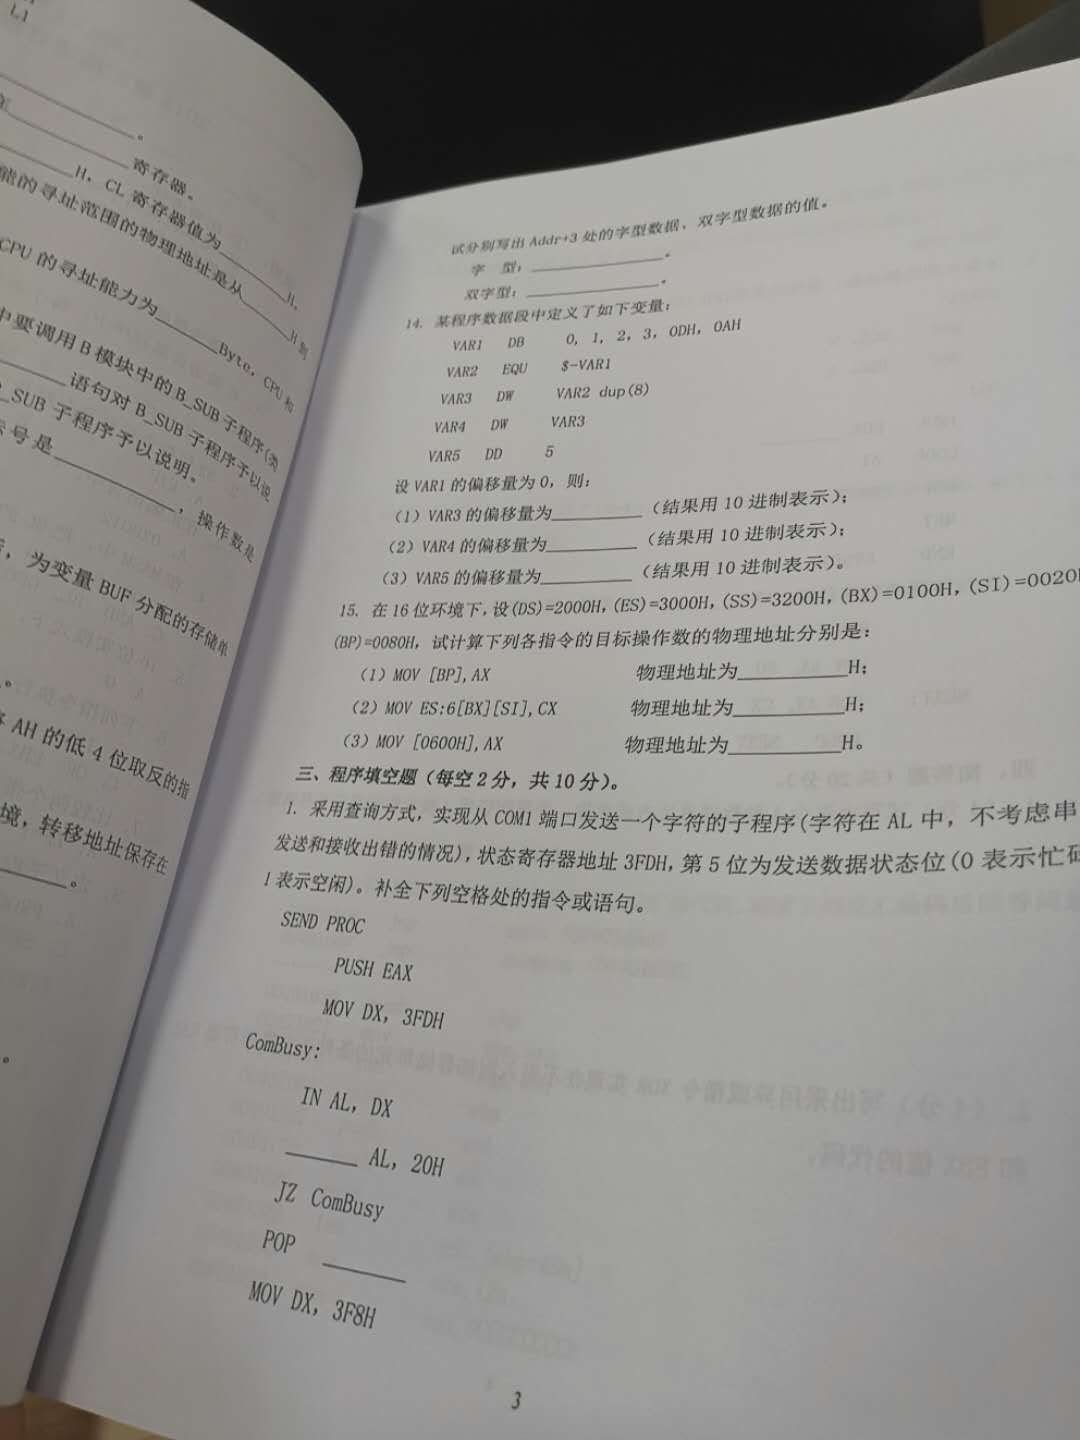 L1
。
寄存器。
H，CL 寄存器值为______H.
能的寻址范围的物理地址是从______H到
CPU 的寻址能力为______Byte，CPU和
中要调用 B 模块中的 B_SUB 子程序(类
语句对 B_SUB 子程序予以说
_SUB 子程序予以说明。
号是__________，操作数是
，为变量 BUF 分配的存储单
。
AH 的低 4 位取反的指
境，转移地址保存在
______。
。
试分别写出 Addr+3 处的字型数据、双字型数据的值。
字 型：______________。
双字型：______________。
14. 某程序数据段中定义了如下变量：
VAR1 DB 0, 1, 2, 3, 0DH, 0AH
VAR2 EQU $-VAR1
VAR3 DW VAR2 dup(8)
VAR4 DW VAR3
VAR5 DD 5
设 VAR1 的偏移量为 0，则：
（1）VAR3 的偏移量为_________（结果用 10 进制表示）；
（2）VAR4 的偏移量为_________（结果用 10 进制表示）；
（3）VAR5 的偏移量为_________（结果用 10 进制表示）。
15. 在 16 位环境下，设(DS)=2000H，(ES)=3000H，(SS)=3200H，(BX)=0100H，(SI)=0020H
(BP)=0080H，试计算下列各指令的目标操作数的物理地址分别是：
（1）MOV [BP],AX 物理地址为__________H；
（2）MOV ES:6[BX][SI],CX 物理地址为__________H；
（3）MOV [0600H],AX 物理地址为__________H。
三、程序填空题（每空 2 分，共 10 分）。
1. 采用查询方式，实现从 COM1 端口发送一个字符的子程序(字符在 AL 中，不考虑串
发送和接收出错的情况)，状态寄存器地址 3FDH，第 5 位为发送数据状态位(0 表示忙碌
1 表示空闲)。补全下列空格处的指令或语句。
SEND PROC
PUSH EAX
MOV DX, 3FDH
ComBusy:
IN AL, DX
______ AL, 20H
JZ ComBusy
POP ______
MOV DX, 3F8H
3